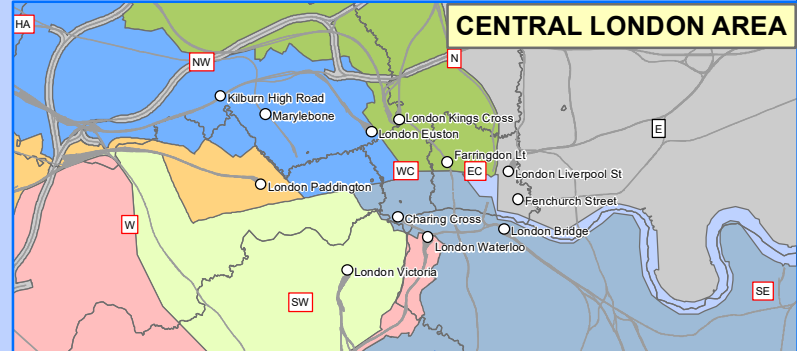 CENTRAL LONDON AREA
HA
NW
N
Kilburn High Road
Marylebone
London Kings Cross
London Euston
E
Farringdon Lt
WC
EC
London Liverpool St
London Paddington
Fenchurch Street
Charing Cross
W
London Bridge
London Waterloo
London Victoria
SE
SW